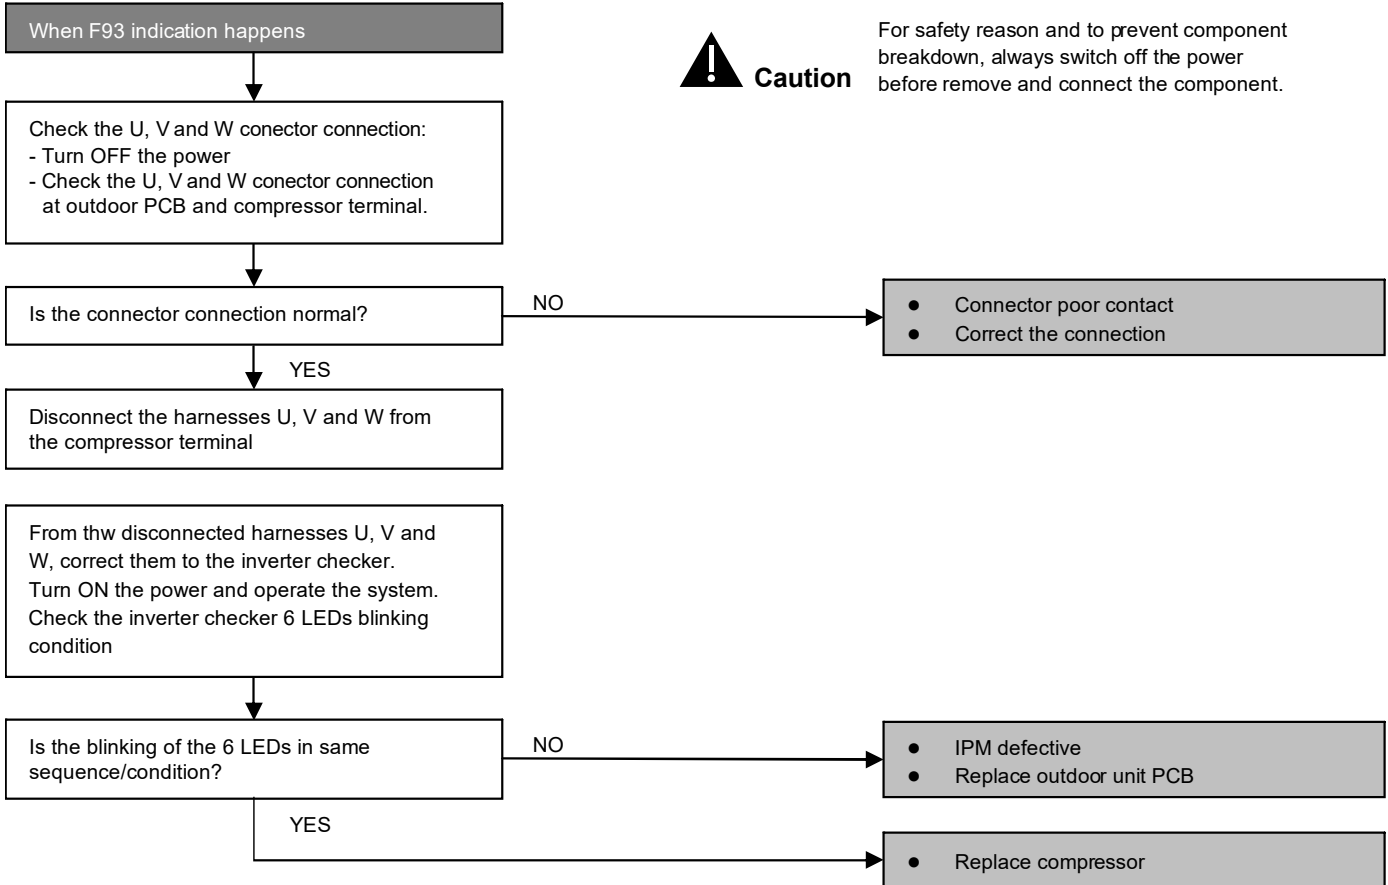 When F93 indication happens
For safety reason and to prevent component
breakdown, always switch off the power
before remove and connect the component.
Caution
Check the U, V and W conector connection:
- Turn OFF the power
- Check the U, V and W conector connection
at outdoor PCB and compressor terminal.
Is the connector connection normal?
NO
● Connector poor contact
● Correct the connection
YES
Disconnect the harnesses U, V and W from
the compressor terminal
From thw disconnected harnesses U, V and
W, correct them to the inverter checker.
Turn ON the power and operate the system.
Check the inverter checker 6 LEDs blinking
condition
Is the blinking of the 6 LEDs in same
sequence/condition?
NO
● IPM defective
● Replace outdoor unit PCB
YES
● Replace compressor